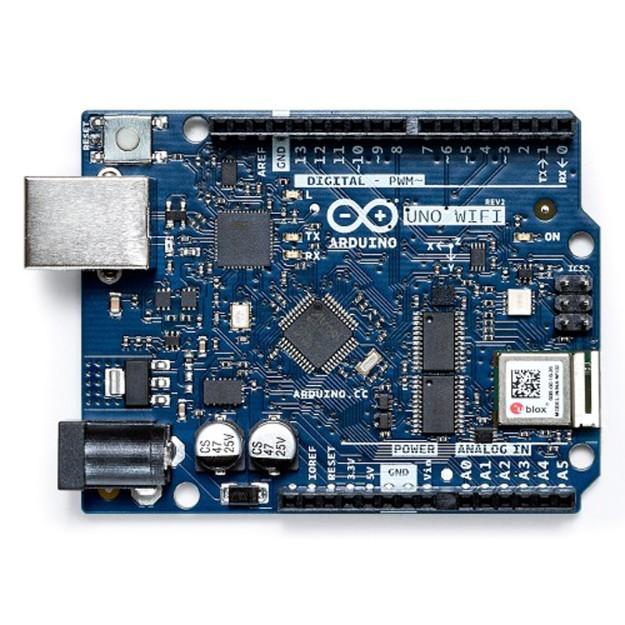 RESET
AREF
GND
13
12
~11
~10
~9
8
7
~6
~5
4
~3
2
TX→1
RX←0
DIGITAL - PWM~
UNO WIFI
REV2
ARDUINO
TX
RX
X
Z
Y
ON
ARDUINO.CC
ublox
CS
47
25V
CS
47
25V
POWER
ANALOG IN
IOREF
RESET
3.3V
5V
GND
Vin
A0
A1
A2
A3
A4
A5